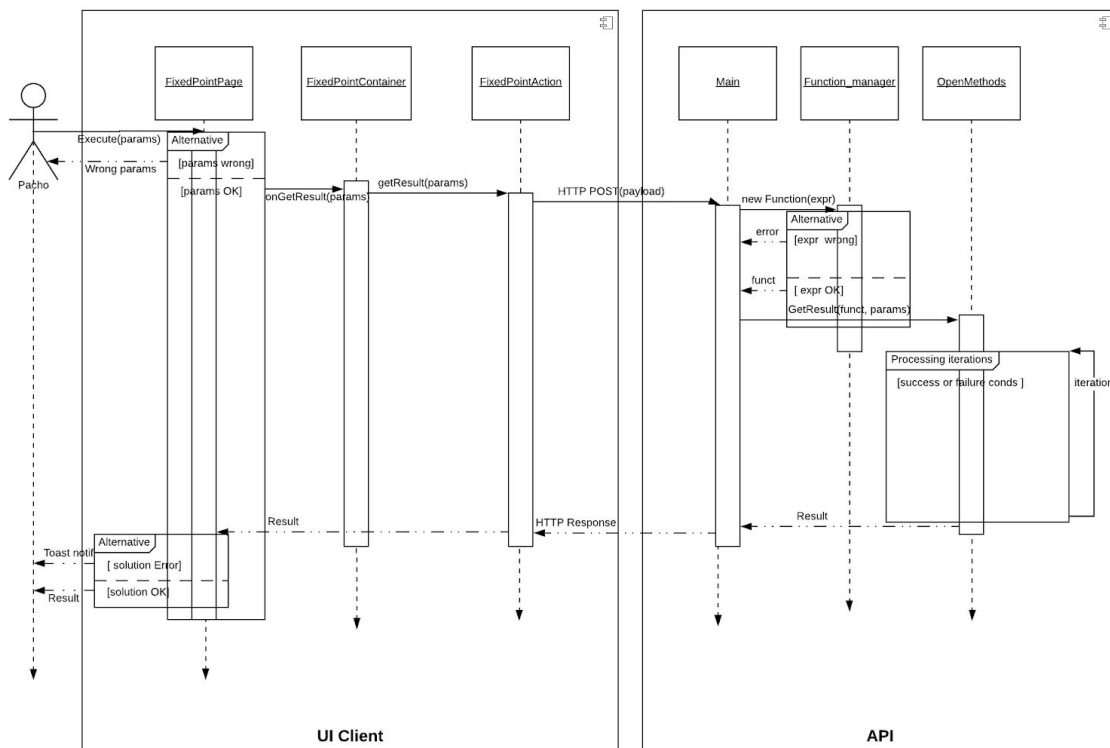 FixedPointPage
FixedPointContainer
FixedPointAction
Main
Function_manager
OpenMethods
Execute(params)
Alternative
[params wrong]
Wrong params
Pacho
[params OK]
onGetResult(params)
getResult(params)
HTTP POST(payload)
new Function(expr)
Alternative
error
[expr wrong]
funct
[ expr OK]
GetResult(funct, params)
Processing iterations
[success or failure conds ]
iteration
Result
HTTP Response
Result
Alternative
Toast notif
[ solution Error]
Result
[solution OK]
UI Client
API